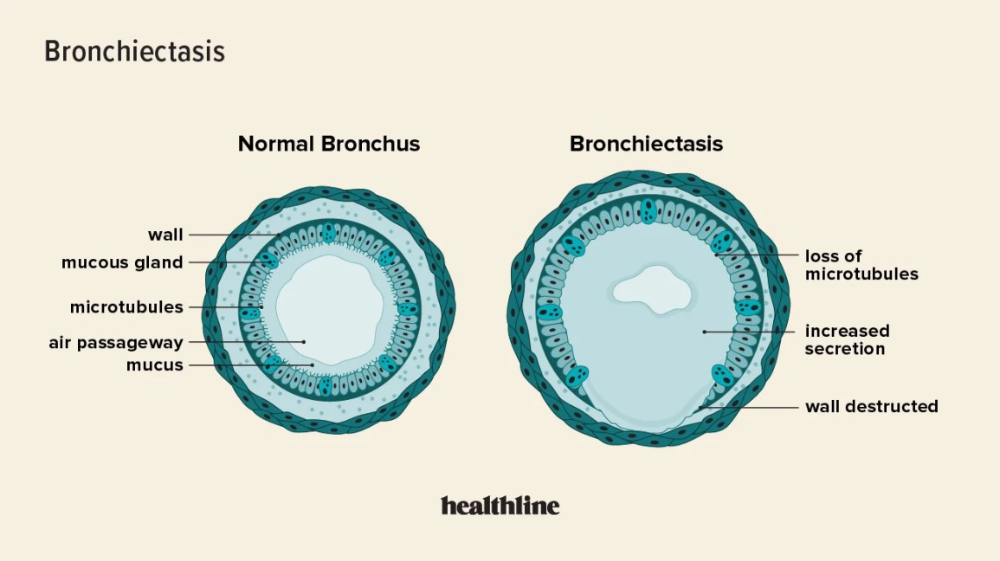 Bronchiectasis
Normal Bronchus
Bronchiectasis
wall
mucous gland
microtubules
air passageway
mucus
loss of
microtubules
increased
secretion
wall destructed
healthline